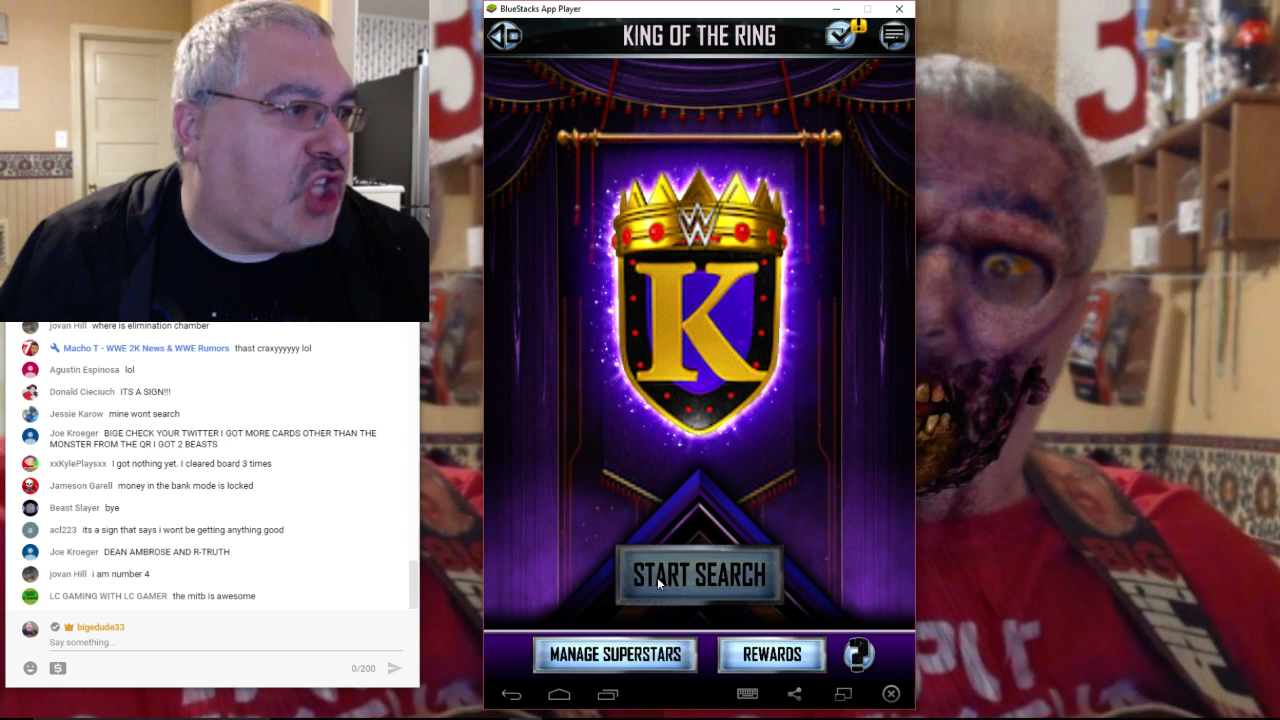 BlueStacks App Player
KING OF THE RING
W
K
START SEARCH
MANAGE SUPERSTARS
REWARDS
?
jovan Hill where is elimination chamber
Macho T - WWE 2K News & WWE Rumors thast craxyyyyyy lol
Agustin Espinosa lol
Donald Cieciuch ITS A SIGN!!!
Jessie Karow mine wont search
Joe Kroeger BIGE CHECK YOUR TWITTER I GOT MORE CARDS OTHER THAN THE
MONSTER FROM THE QR I GOT 2 BEASTS
xxKylePlaysxx I got nothing yet. I cleared board 3 times
Jameson Garell money in the bank mode is locked
Beast Slayer bye
a acl223 its a sign that says i wont be getting anything good
Joe Kroeger DEAN AMBROSE AND R-TRUTH
jovan Hill i am number 4
LC GAMING WITH LC GAMER the mitb is awesome
bigedude33
Say something...
0/200